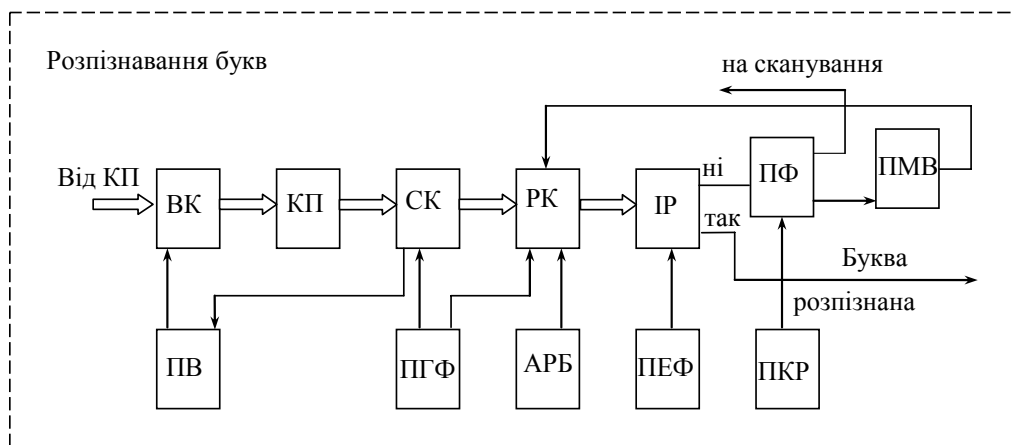 Розпізнавання букв
на сканування
Від КП
ВК
КП
СК
РК
ІР
ні
так
ПФ
ПМВ
Буква
розпізнана
ПВ
ПГФ
АРБ
ПЕФ
ПКР